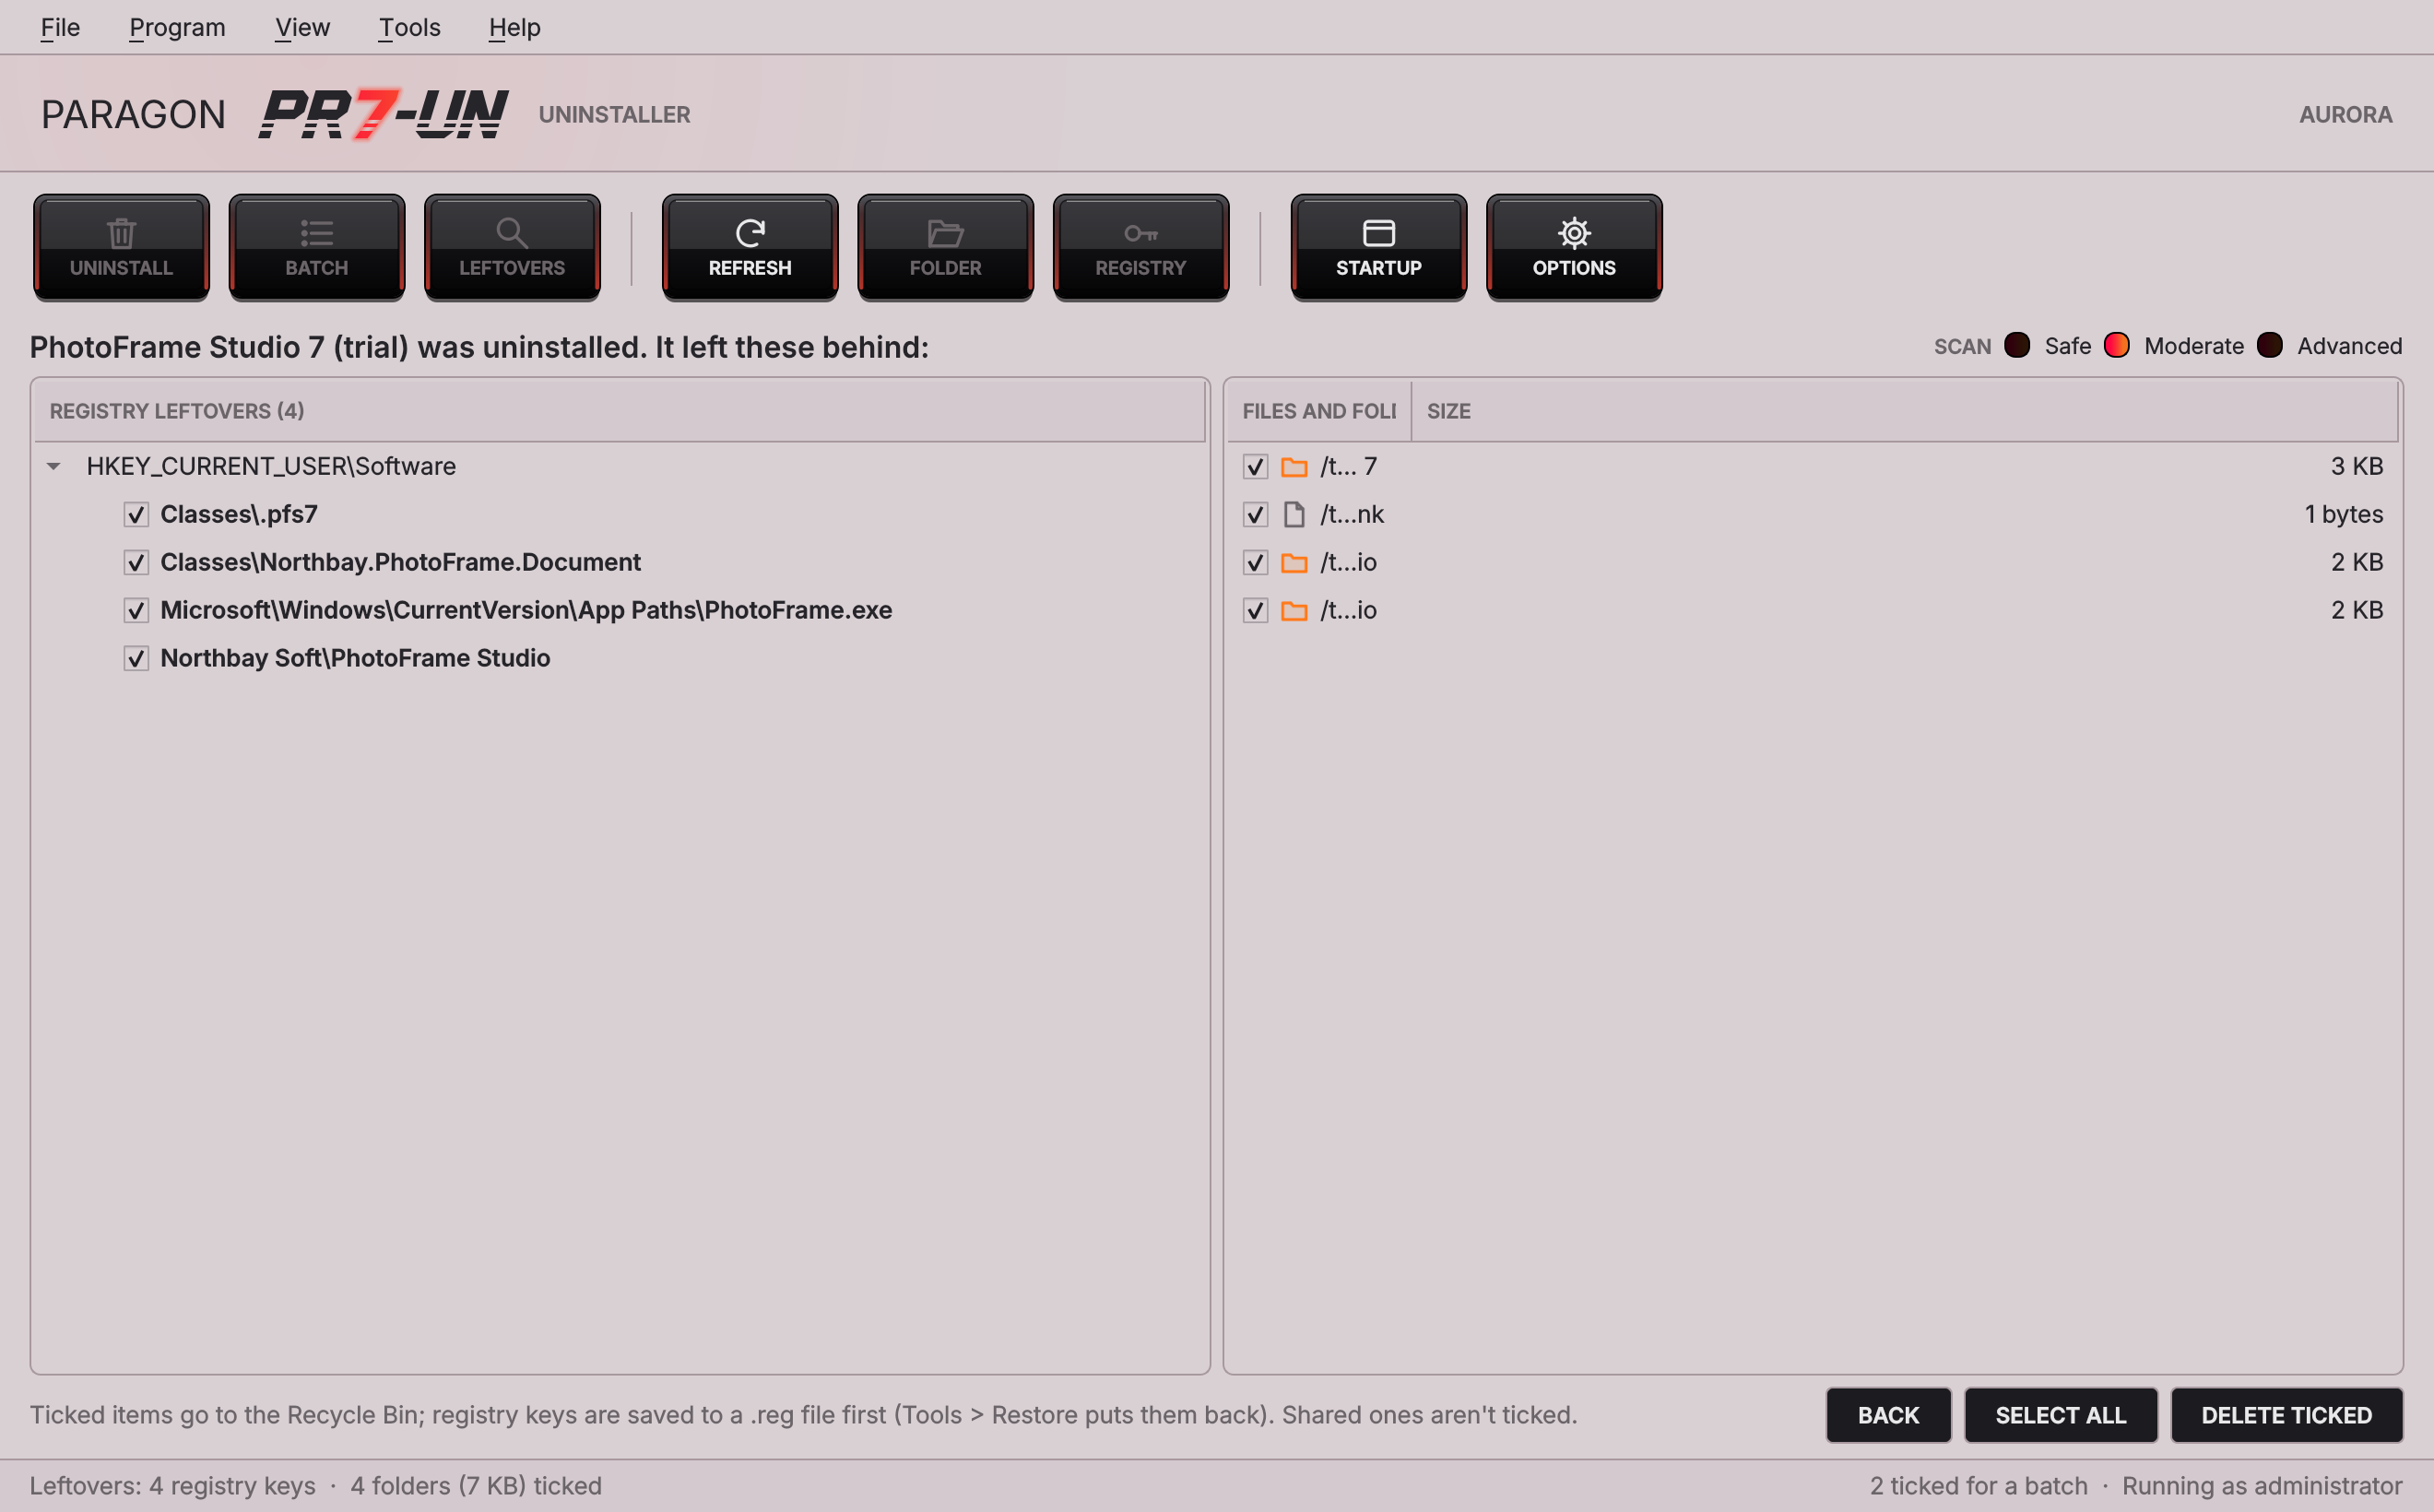 File Program View Tools Help
PARAGON PR7-UN UNINSTALLER AURORA
UNINSTALL BATCH LEFTOVERS REFRESH FOLDER REGISTRY STARTUP OPTIONS
PhotoFrame Studio 7 (trial) was uninstalled. It left these behind: SCAN Safe Moderate Advanced
REGISTRY LEFTOVERS (4)
HKEY_CURRENT_USER\Software
Classes\.pfs7
Classes\Northbay.PhotoFrame.Document
Microsoft\Windows\CurrentVersion\App Paths\PhotoFrame.exe
Northbay Soft\PhotoFrame Studio
FILES AND FOL SIZE
/t... 7 3 KB
/t...nk 1 bytes
/t...io 2 KB
/t...io 2 KB
Ticked items go to the Recycle Bin; registry keys are saved to a .reg file first (Tools > Restore puts them back). Shared ones aren't ticked. BACK SELECT ALL DELETE TICKED
Leftovers: 4 registry keys · 4 folders (7 KB) ticked 2 ticked for a batch · Running as administrator